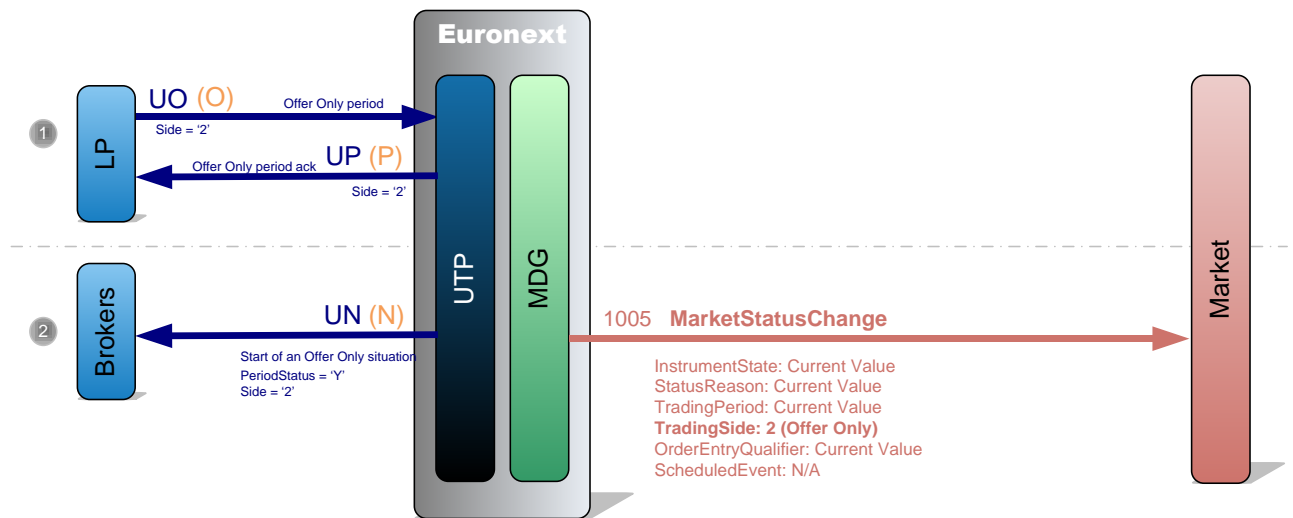 Euronext
1
LP
UO (O)
Offer Only period
Side = ‘2’
UP (P)
Offer Only period ack
Side = ‘2’
UTP
MDG
Market
2
Brokers
UN (N)
Start of an Offer Only situation
PeriodStatus = ‘Y’
Side = ‘2’
1005 MarketStatusChange
InstrumentState: Current Value
StatusReason: Current Value
TradingPeriod: Current Value
TradingSide: 2 (Offer Only)
OrderEntryQualifier: Current Value
ScheduledEvent: N/A